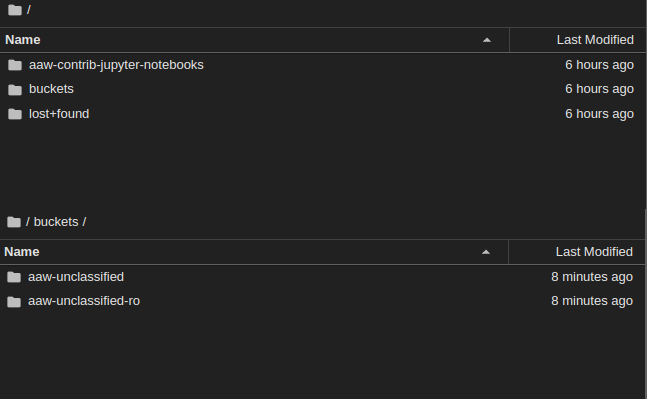 /
Name Last Modified
aaw-contrib-jupyter-notebooks 6 hours ago
buckets 6 hours ago
lost+found 6 hours ago
/ buckets /
Name Last Modified
aaw-unclassified 8 minutes ago
aaw-unclassified-ro 8 minutes ago